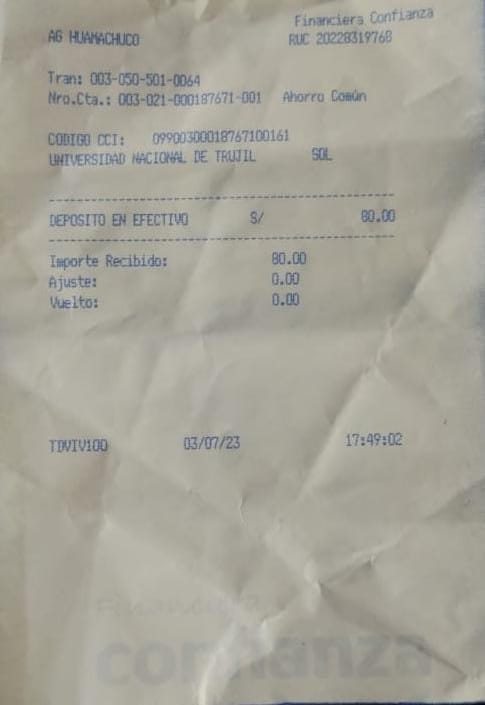 Financiera Confianza
AG HUAMACHUCO RUC 20228319768
Tran: 003-050-501-0064
Nro.Cta.: 003-021-000187671-001 Ahorro Común
CODIGO CCI: 09900300018767100161
UNIVERSIDAD NACIONAL DE TRUJIL SOL
DEPOSITO EN EFECTIVO S/ 80.00
Importe Recibido: 80.00
Ajuste: 0.00
Vuelto: 0.00
TDVIV100 03/07/23 17:49:02
Financiera
confianza